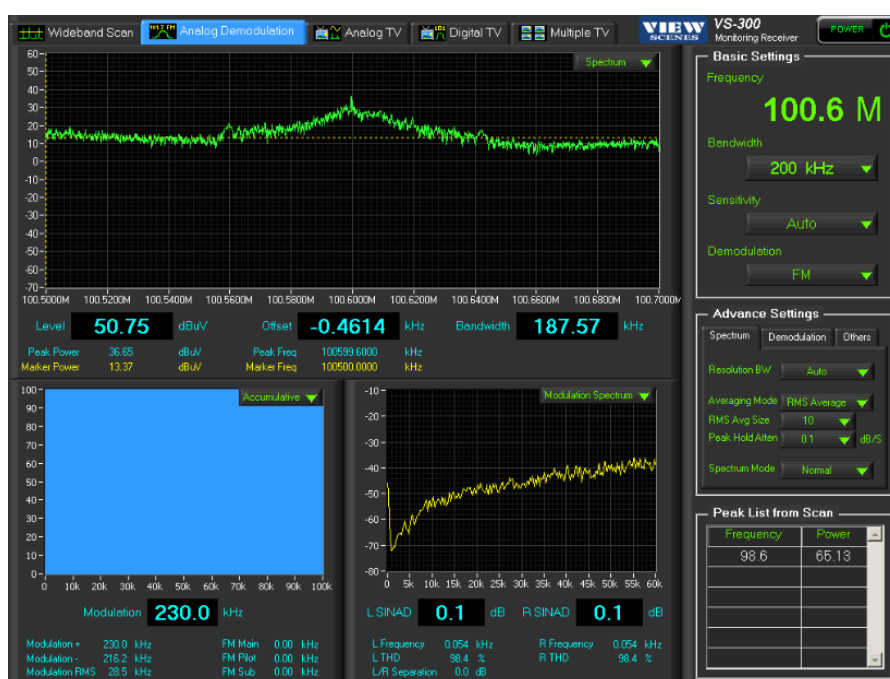 Wideband Scan 101.2 FM Analog Demodulation Analog TV Digital TV Multiple TV VIEW SCENES VS-300 Monitoring Receiver POWER
Spectrum
60
50
40
30
20
10
0
-10
-20
-30
-40
-50
-60
-70
100.5000M 100.5200M 100.5400M 100.5600M 100.5800M 100.6000M 100.6200M 100.6400M 100.6600M 100.6800M 100.7000M
Level 50.75 dBuV Offset -0.4614 kHz Bandwidth 187.57 kHz
Peak Power 36.65 dBuV Peak Freq 100599.6000 kHz
Marker Power 13.37 dBuV Marker Freq 100500.0000 kHz
Accumulative
100
90
80
70
60
50
40
30
20
10
0
0 10k 20k 30k 40k 50k 60k 70k 80k 90k 100k
Modulation 230.0 kHz
Modulation + 230.0 kHz FM Main 0.00 kHz
Modulation - 216.2 kHz FM Pilot 0.00 kHz
Modulation RMS 28.5 kHz FM Sub 0.00 kHz
Modulation Spectrum
-10
-20
-30
-40
-50
-60
-70
-80
0 5k 10k 15k 20k 25k 30k 35k 40k 45k 50k 55k 60k
L SINAD 0.1 dB R SINAD 0.1 dB
L Frequency 0.054 kHz R Frequency 0.054 kHz
L THD 98.4 % R THD 98.4 %
L/R Separation 0.0 dB
Basic Settings
Frequency
100.6 M
Bandwidth
200 kHz
Sensitivity
Auto
Demodulation
FM
Advance Settings
Spectrum Demodulation Others
Resolution BW Auto
Averaging Mode RMS Average
RMS Avg Size 10
Peak Hold Atten 0.1 dB/S
Spectrum Mode Normal
Peak List from Scan
Frequency Power
98.6 65.13